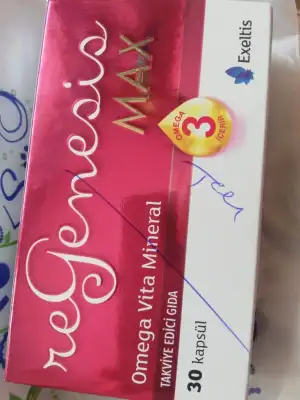 reGenesis
MAX
Omega Vita Mineral
TAKVİYE EDİCİ GIDA
30 kapsül
OMEGA
3
İÇERİR
Exeltis